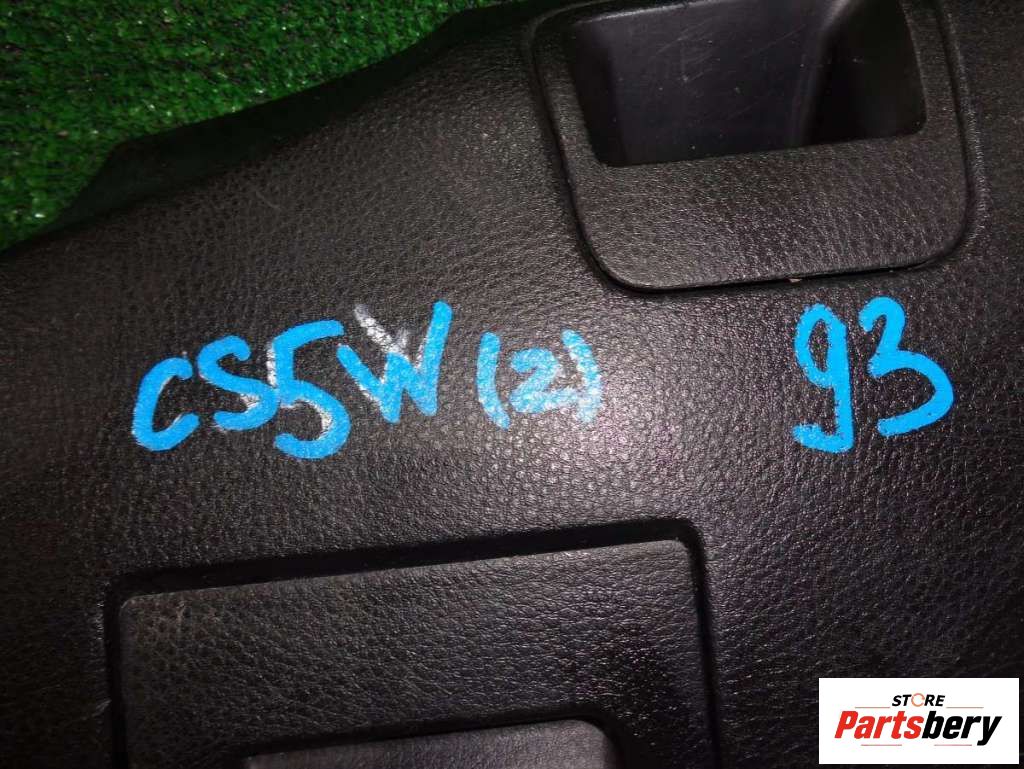 CS5W (2) 93
STORE
Partsbery